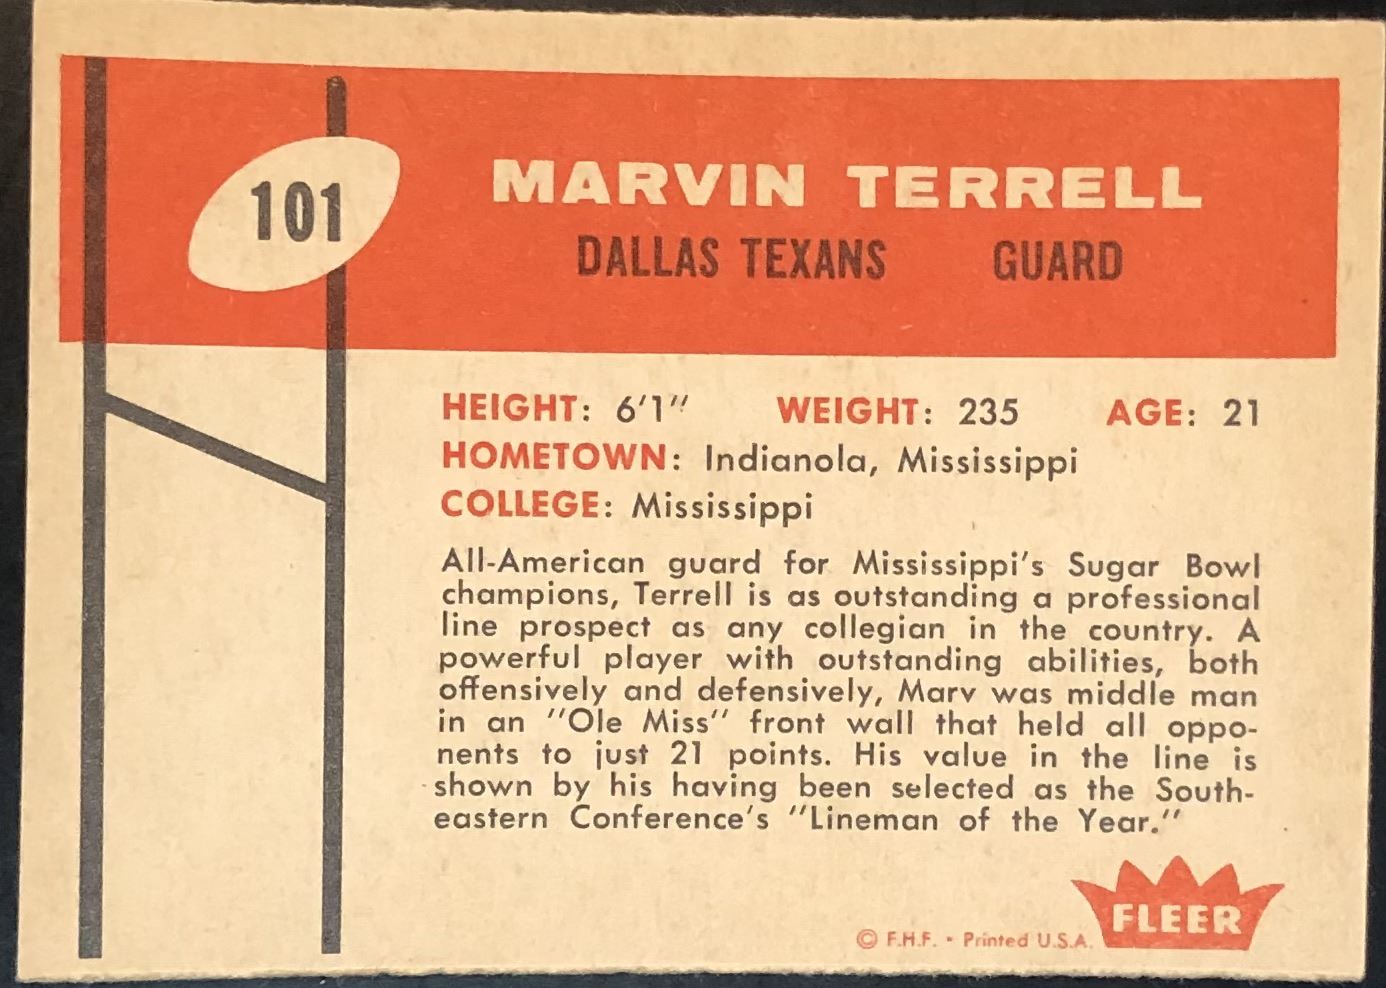 101
MARVIN TERRELL
DALLAS TEXANS GUARD
HEIGHT: 6'1" WEIGHT: 235 AGE: 21
HOMETOWN: Indianola, Mississippi
COLLEGE: Mississippi
All-American guard for Mississippi's Sugar Bowl
champions, Terrell is as outstanding a professional
line prospect as any collegian in the country. A
powerful player with outstanding abilities, both
offensively and defensively, Marv was middle man
in an "Ole Miss" front wall that held all oppo-
nents to just 21 points. His value in the line is
shown by his having been selected as the South-
eastern Conference's "Lineman of the Year."
FLEER
© F.H.F. • Printed U.S.A.